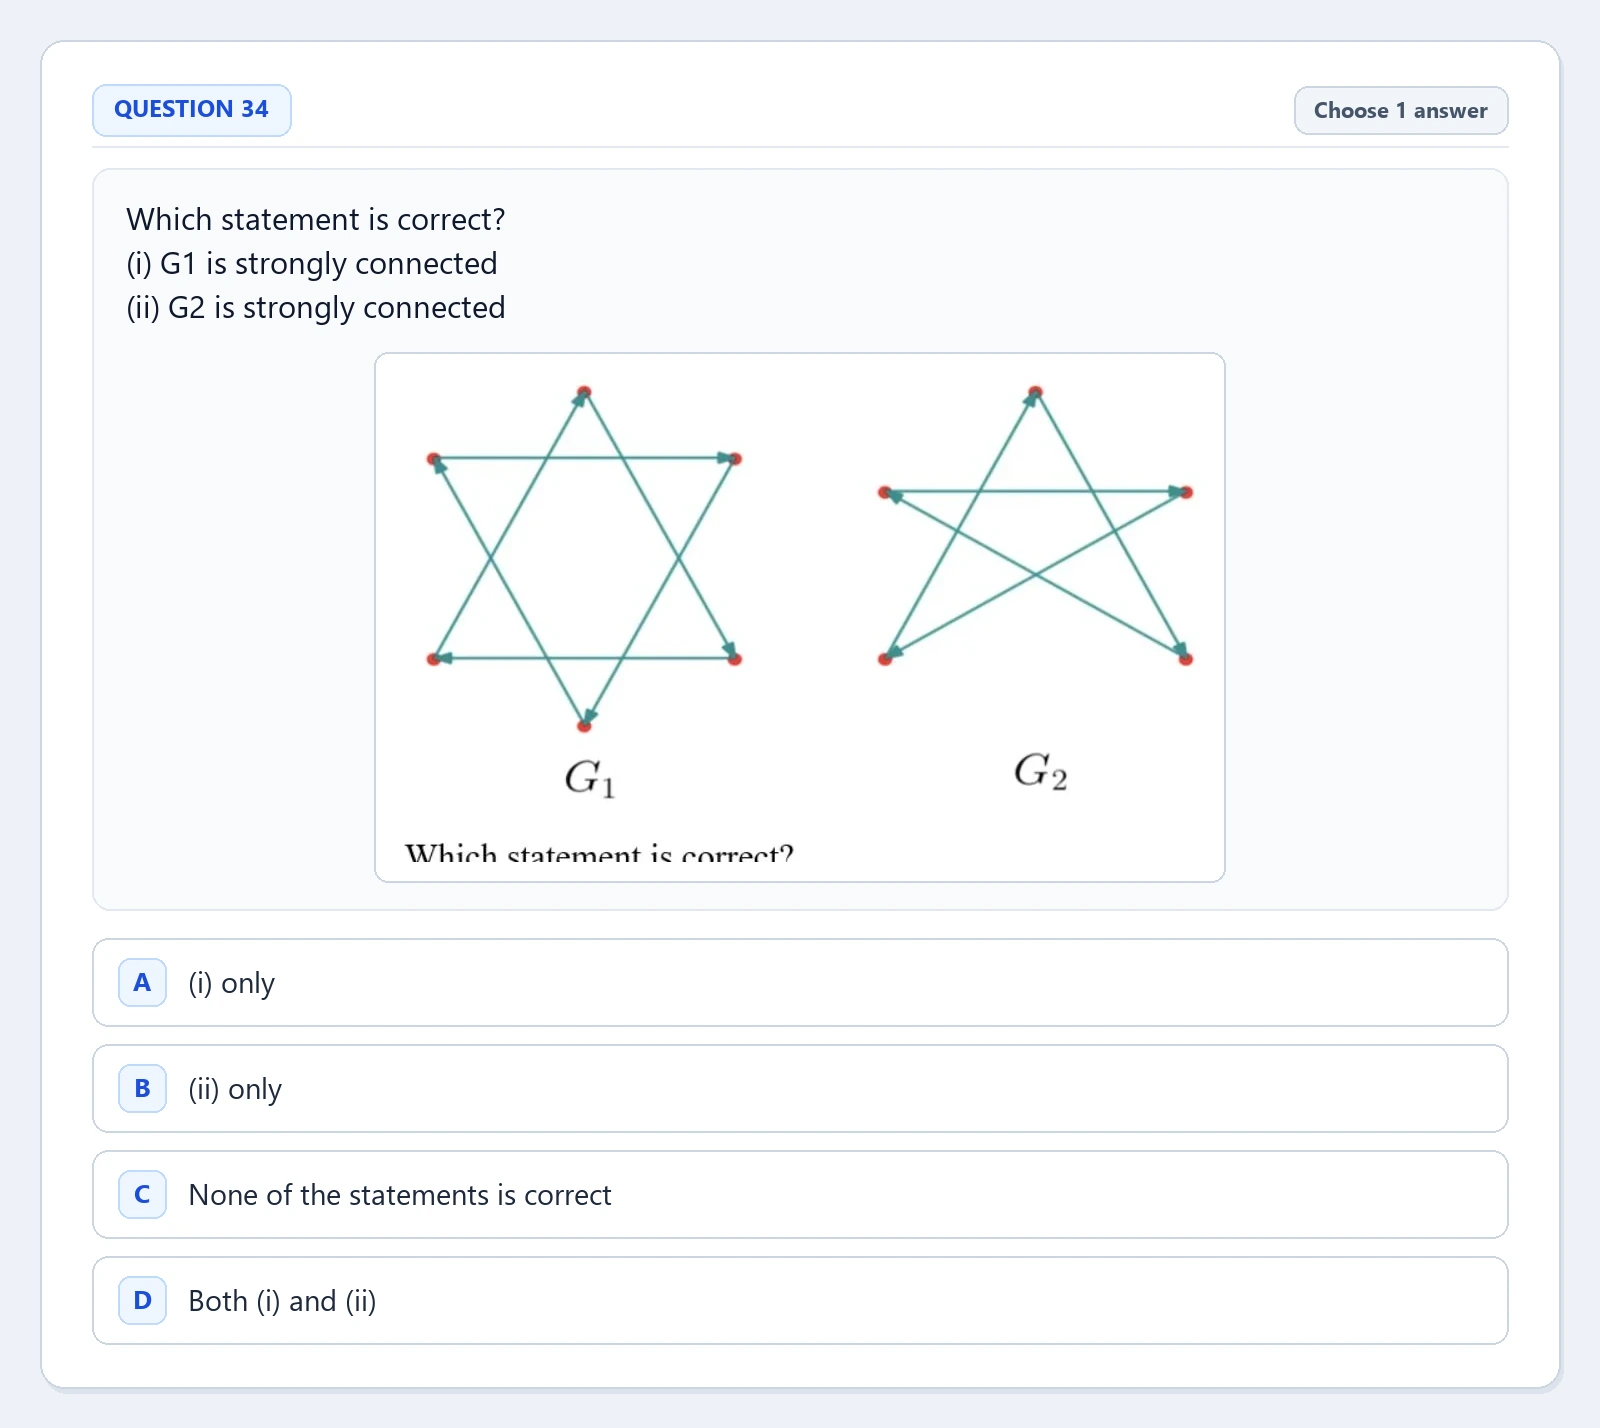 QUESTION 34
Choose 1 answer
Which statement is correct?
(i) G1 is strongly connected
(ii) G2 is strongly connected
G₁
G₂
Which statement is correct?
A (i) only
B (ii) only
C None of the statements is correct
D Both (i) and (ii)